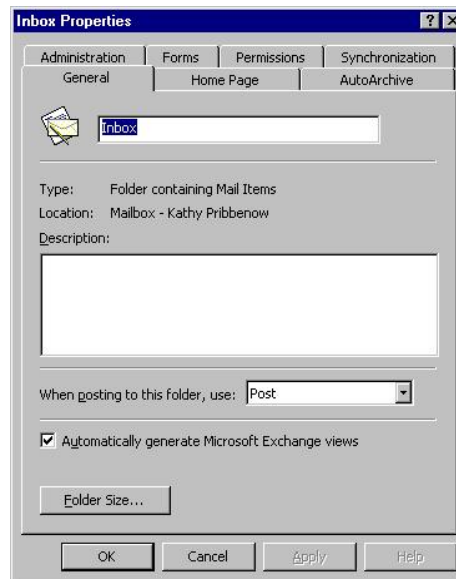 Inbox Properties
Administration Forms Permissions Synchronization
General Home Page AutoArchive
Inbox
Type: Folder containing Mail Items
Location: Mailbox - Kathy Pribbenow
Description:
When posting to this folder, use: Post
Automatically generate Microsoft Exchange views
Folder Size...
OK Cancel Apply Help